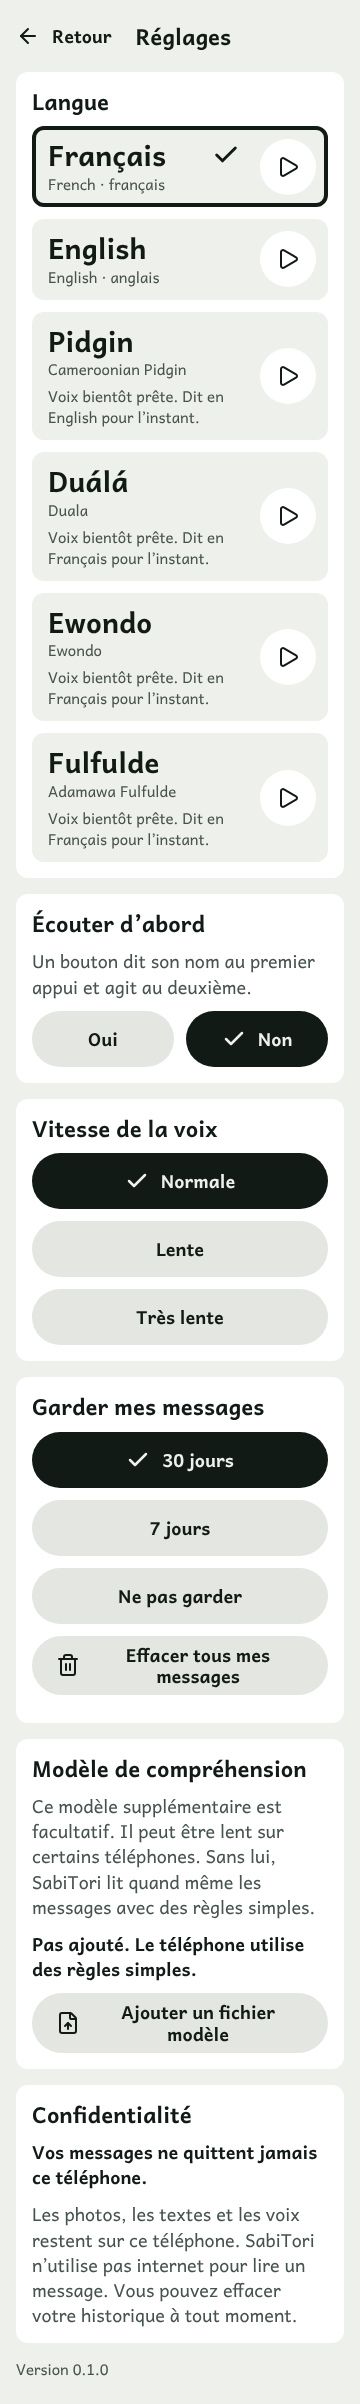 Retour Réglages
Langue
Français
French · français
English
English · anglais
Pidgin
Cameroonian Pidgin
Voix bientôt prête. Dit en
English pour l’instant.
Duálá
Duala
Voix bientôt prête. Dit en
Français pour l’instant.
Ewondo
Ewondo
Voix bientôt prête. Dit en
Français pour l’instant.
Fulfulde
Adamawa Fulfulde
Voix bientôt prête. Dit en
Français pour l’instant.
Écouter d’abord
Un bouton dit son nom au premier
appui et agit au deuxième.
Oui Non
Vitesse de la voix
Normale
Lente
Très lente
Garder mes messages
30 jours
7 jours
Ne pas garder
Effacer tous mes
messages
Modèle de compréhension
Ce modèle supplémentaire est
facultatif. Il peut être lent sur
certains téléphones. Sans lui,
SabiTori lit quand même les
messages avec des règles simples.
Pas ajouté. Le téléphone utilise
des règles simples.
Ajouter un fichier
modèle
Confidentialité
Vos messages ne quittent jamais
ce téléphone.
Les photos, les textes et les voix
restent sur ce téléphone. SabiTori
n’utilise pas internet pour lire un
message. Vous pouvez effacer
votre historique à tout moment.
Version 0.1.0